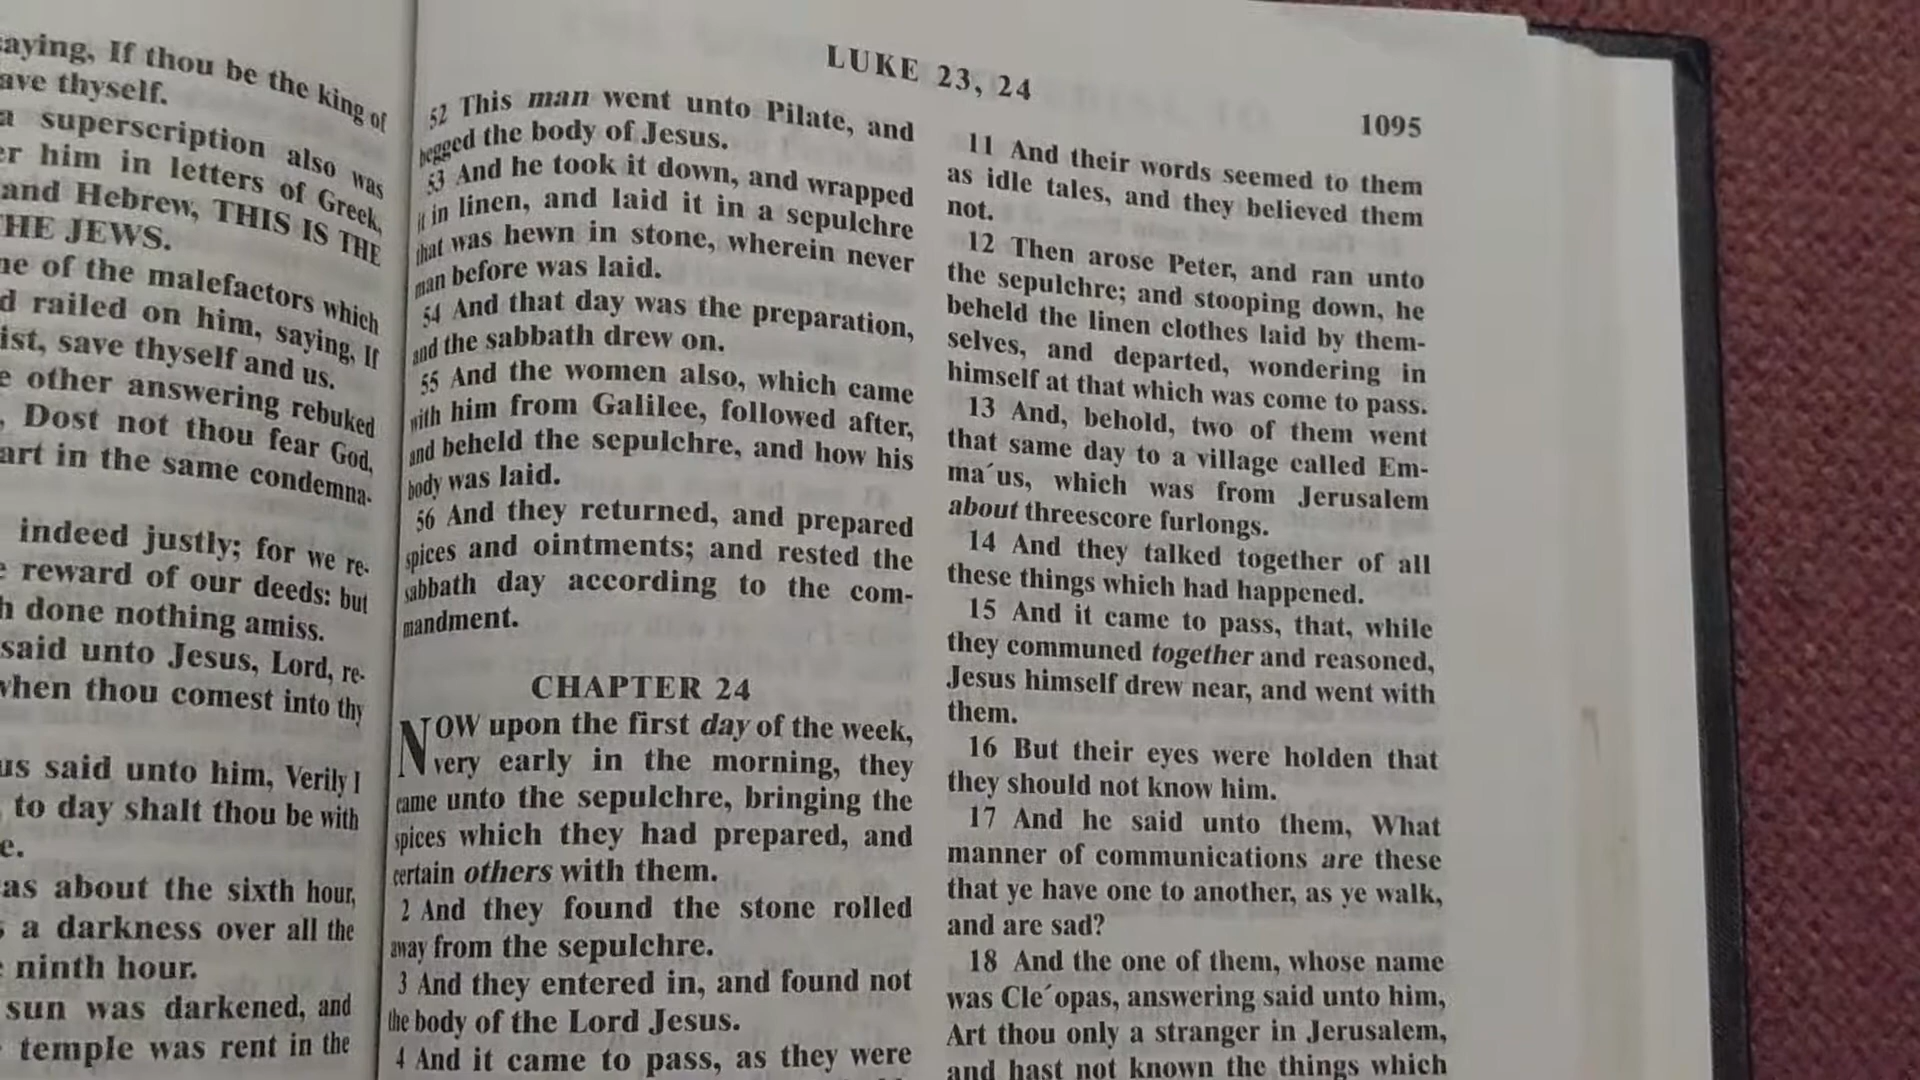 aying, If thou be the king of
ave thyself.
a superscription also was
er him in letters of Greek,
and Hebrew, THIS IS THE
HE JEWS.
ne of the malefactors which
d railed on him, saying, If
ist, save thyself and us.
e other answering rebuked
, Dost not thou fear God,
art in the same condemna-
indeed justly; for we re-
e reward of our deeds: but
h done nothing amiss.
said unto Jesus, Lord, re-
when thou comest into thy
us said unto him, Verily I
to day shalt thou be with
e.
as about the sixth hour,
s a darkness over all the
e ninth hour.
sun was darkened, and
temple was rent in the
LUKE 23, 24
1095
52 This man went unto Pilate, and
begged the body of Jesus.
53 And he took it down, and wrapped
it in linen, and laid it in a sepulchre
that was hewn in stone, wherein never
man before was laid.
54 And that day was the preparation,
and the sabbath drew on.
55 And the women also, which came
with him from Galilee, followed after,
and beheld the sepulchre, and how his
body was laid.
56 And they returned, and prepared
spices and ointments; and rested the
sabbath day according to the com-
mandment.
CHAPTER 24
NOW upon the first day of the week,
very early in the morning, they
came unto the sepulchre, bringing the
spices which they had prepared, and
certain others with them.
2 And they found the stone rolled
away from the sepulchre.
3 And they entered in, and found not
the body of the Lord Jesus.
4 And it came to pass, as they were
11 And their words seemed to them
as idle tales, and they believed them
not.
12 Then arose Peter, and ran unto
the sepulchre; and stooping down, he
beheld the linen clothes laid by them-
selves, and departed, wondering in
himself at that which was come to pass.
13 And, behold, two of them went
that same day to a village called Em-
ma´us, which was from Jerusalem
about threescore furlongs.
14 And they talked together of all
these things which had happened.
15 And it came to pass, that, while
they communed together and reasoned,
Jesus himself drew near, and went with
them.
16 But their eyes were holden that
they should not know him.
17 And he said unto them, What
manner of communications are these
that ye have one to another, as ye walk,
and are sad?
18 And the one of them, whose name
was Cle´opas, answering said unto him,
Art thou only a stranger in Jerusalem,
and hast not known the things which